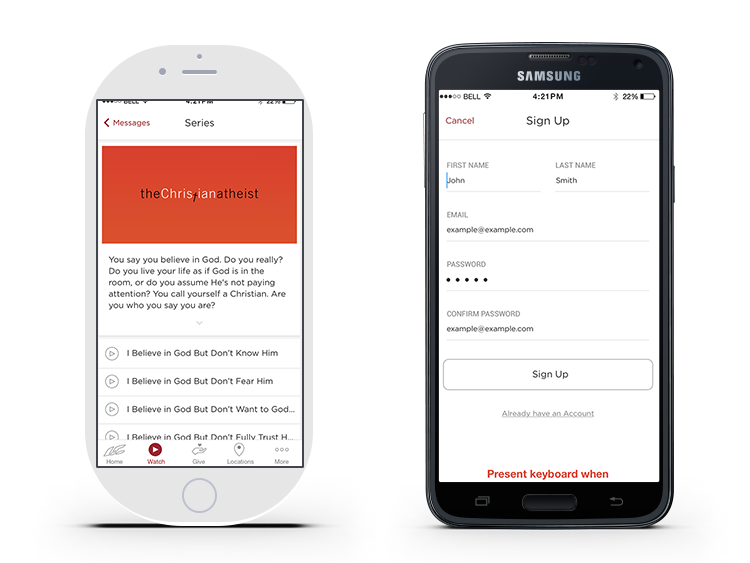 BELL 4:21PM 22%
Messages Series
theChristianatheist
You say you believe in God. Do you really?
Do you live your life as if God is in the
room, or do you assume He's not paying
attention? You call yourself a Christian. Are
you who you say you are?
I Believe in God But Don't Know Him
I Believe in God But Don't Fear Him
I Believe in God But Don't Want to God...
I Believe in God But Don't Fully Trust H...
Home Watch Give Locations More
SAMSUNG
BELL 4:21PM 22%
Cancel Sign Up
FIRST NAME LAST NAME
John Smith
EMAIL
example@example.com
PASSWORD
CONFIRM PASSWORD
example@example.com
Sign Up
Already have an Account
Present keyboard when